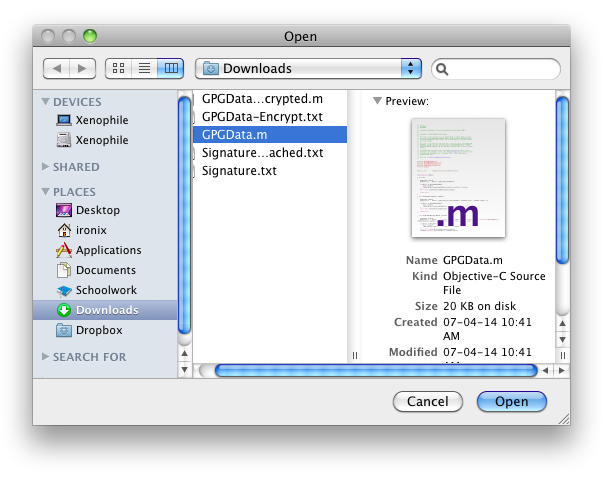 Open
Downloads
DEVICES
Xenophile
Xenophile
SHARED
PLACES
Desktop
ironix
Applications
Documents
Schoolwork
Downloads
Dropbox
SEARCH FOR
GPGData...crypted.m
GPGData-Encrypt.txt
GPGData.m
Signature...ached.txt
Signature.txt
Preview:
.m
Name GPGData.m
Kind Objective-C Source
File
Size 20 KB on disk
Created 07-04-14 10:41
AM
Modified 07-04-14 10:41
Cancel
Open